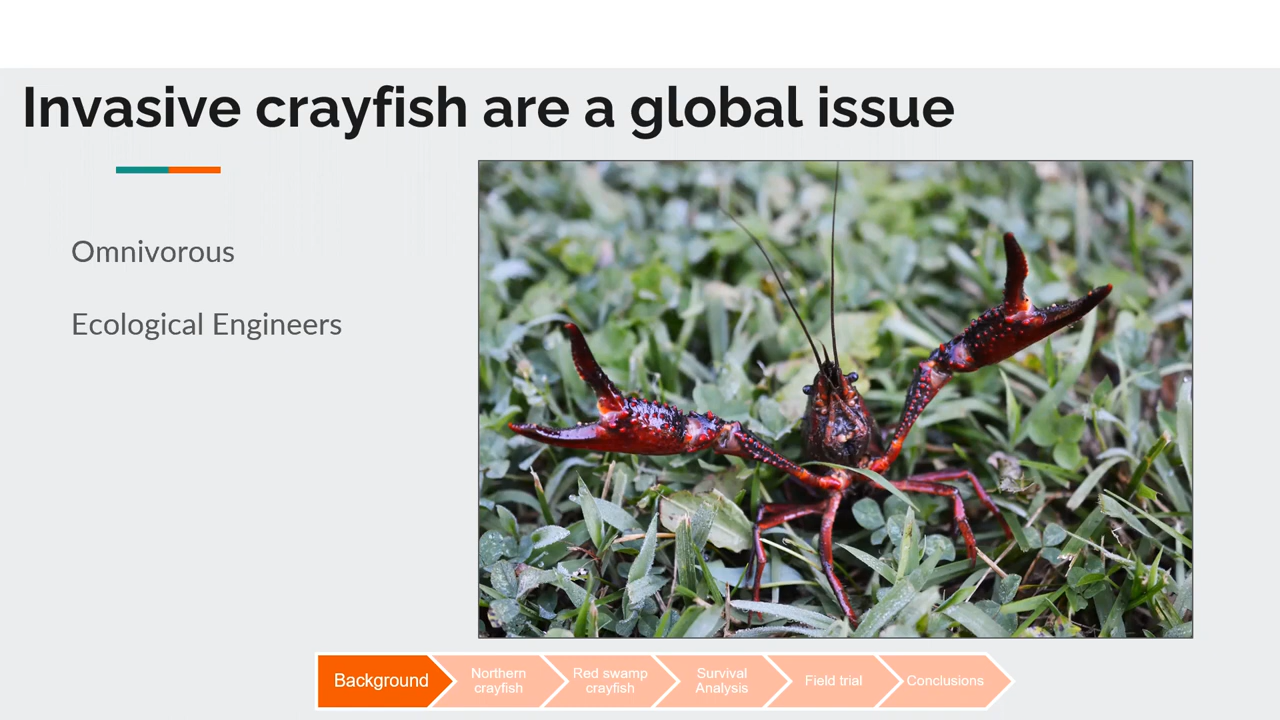 Invasive crayfish are a global issue
Omnivorous
Ecological Engineers
Background
Northern
crayfish
Red swamp
crayfish
Survival
Analysis
Field trial
Conclusions